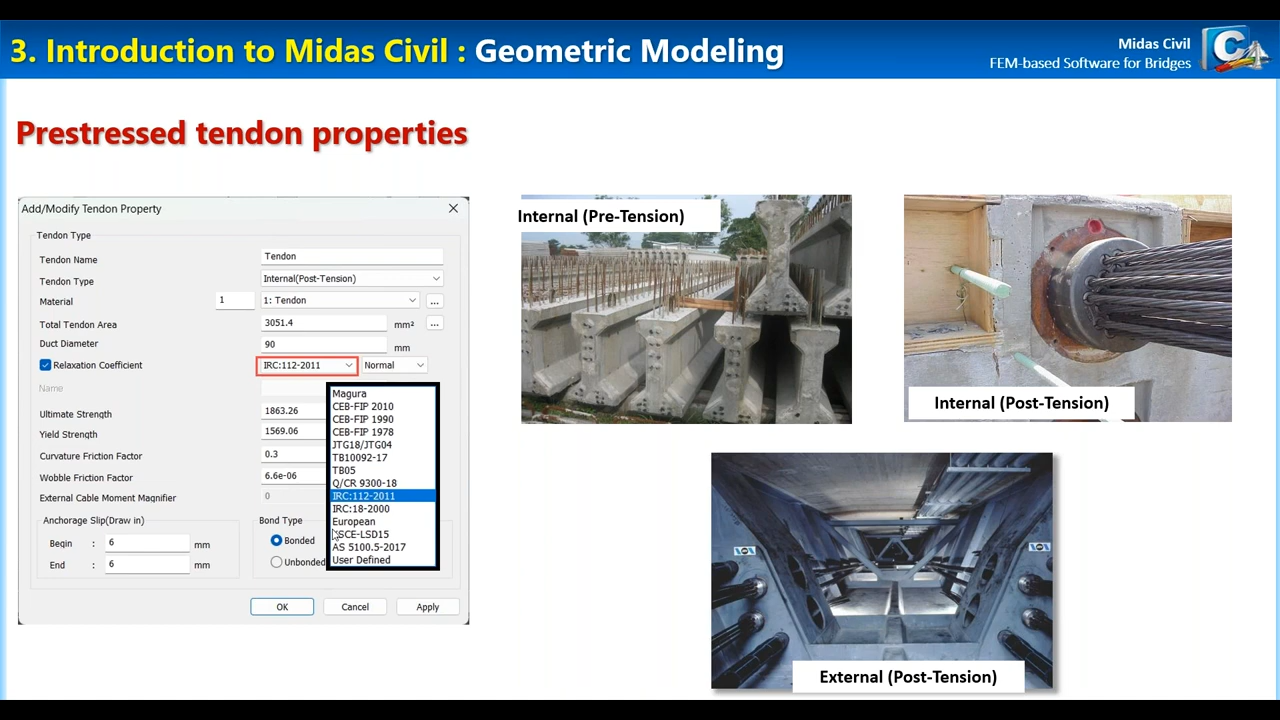 3. Introduction to Midas Civil : Geometric Modeling
Midas Civil
FEM-based Software for Bridges
Prestressed tendon properties
Add/Modify Tendon Property
Tendon Type
Tendon Name Tendon
Tendon Type Internal(Post-Tension)
Material 1 1: Tendon ...
Total Tendon Area 3051.4 mm² ...
Duct Diameter 90 mm
Relaxation Coefficient IRC:112-2011 Normal
Name
Ultimate Strength 1863.26
Yield Strength 1569.06
Curvature Friction Factor 0.3
Wobble Friction Factor 6.6e-06
External Cable Moment Magnifier 0
Magura
CEB-FIP 2010
CEB-FIP 1990
CEB-FIP 1978
JTG18/JTG04
TB10092-17
TB05
Q/CR 9300-18
IRC:112-2011
IRC:18-2000
European
SCE-LSD15
AS 5100.5-2017
User Defined
Anchorage Slip(Draw in)
Begin : 6 mm
End : 6 mm
Bond Type
Bonded
Unbonded
OK Cancel Apply
Internal (Pre-Tension)
Internal (Post-Tension)
External (Post-Tension)